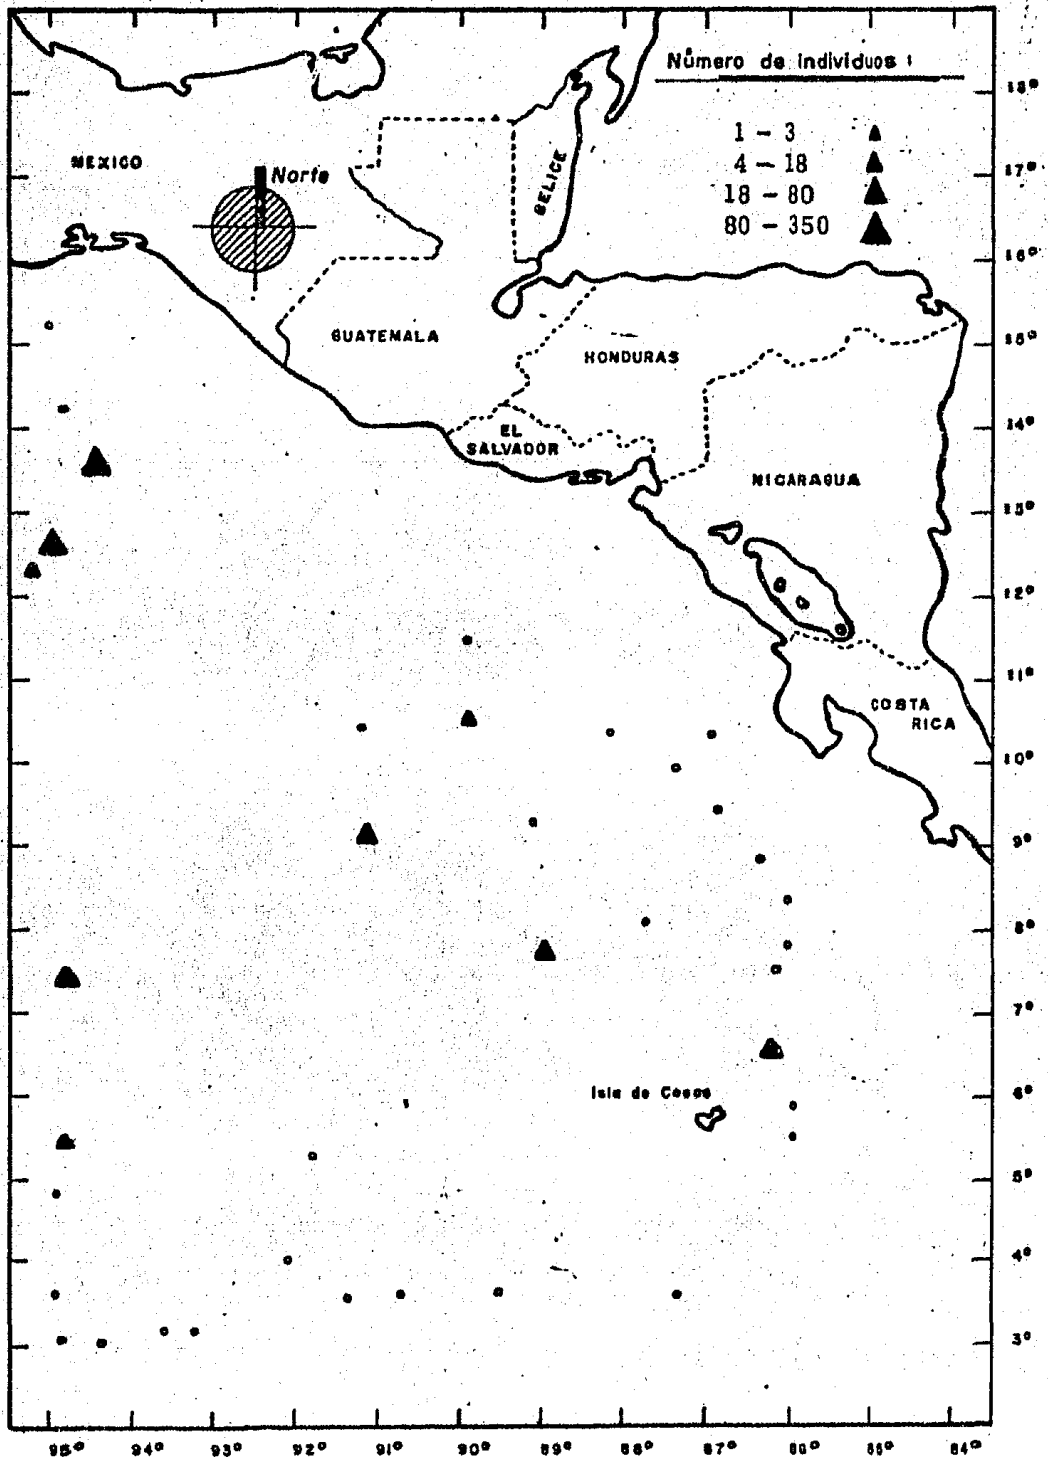 Número de individuos :
1 - 3
4 - 18
18 - 80
80 - 350
MEXICO
Norte
BELICE
GUATEMALA
HONDURAS
EL
SALVADOR
NICARAGUA
COSTA
RICA
Isla de Cocos
18°
17°
16°
15°
14°
13°
12°
11°
10°
9°
8°
7°
6°
5°
4°
3°
95° 94° 93° 92° 91° 90° 89° 88° 87° 86° 85° 84°